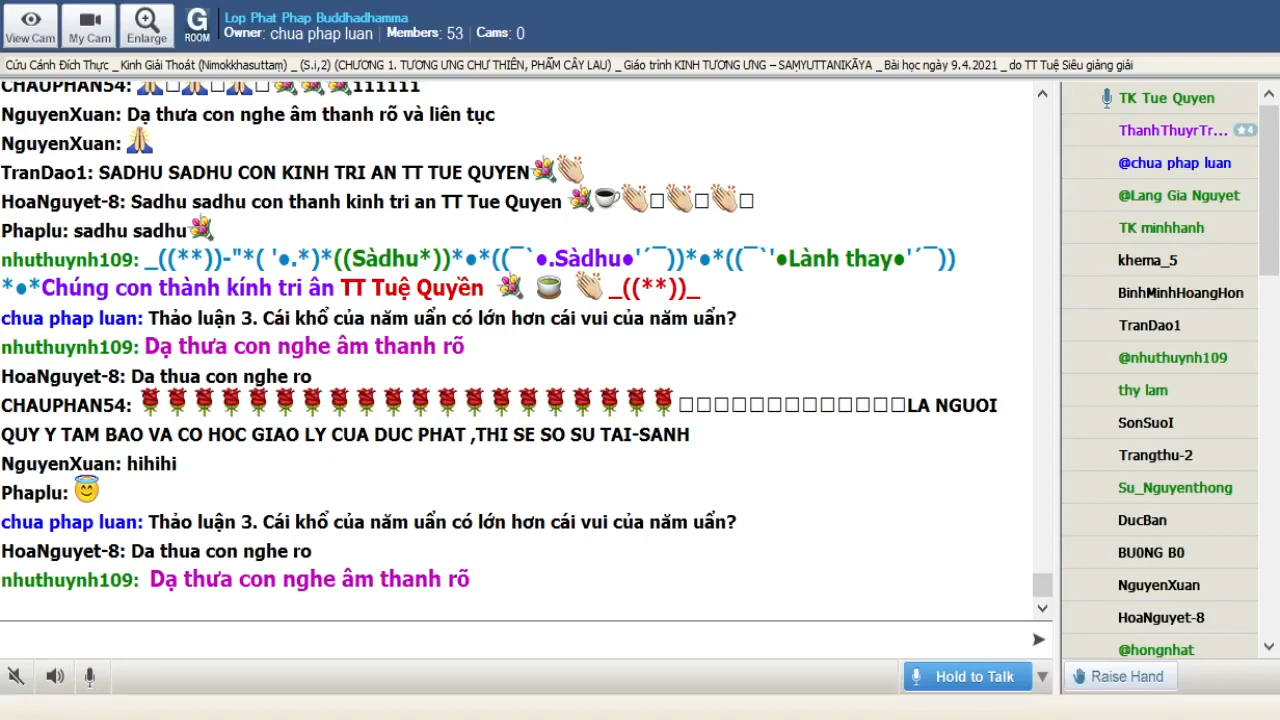 View Cam
My Cam
Enlarge
G
ROOM
Lop Phat Phap Buddhadhamma
Owner: chua phap luan | Members: 53 | Cams: 0
Cứu Cánh Đích Thực _ Kinh Giải Thoát (Nimokkhasuttaṃ) _ (S.i,2) (CHƯƠNG 1. TƯƠNG ƯNG CHƯ THIÊN, PHẨM CÂY LAU) _ Giáo trình KINH TƯƠNG ƯNG – SAṂYUTTANIKĀYA _ Bài học ngày 9.4.2021 _ do TT Tuệ Siêu giảng giải
CHAUPHAN54: 🙏□🙏□🙏□💐💐💐111111
NguyenXuan: Dạ thưa con nghe âm thanh rõ và liên tục
NguyenXuan: 🙏
TranDao1: SADHU SADHU CON KINH TRI AN TT TUE QUYEN💐👏
HoaNguyet-8: Sadhu sadhu con thanh kinh tri an TT Tue Quyen 💐☕👏□👏□👏□
Phaplu: sadhu sadhu💐
nhuthuynh109: _((**))-"*( '●.*)*((Sàdhu*))*●*((¯`●.Sàdhu●'´¯))*●*((¯`'●Lành thay●'´¯))
*●*Chúng con thành kính tri ân TT Tuệ Quyền 💐 🍵 👏 _((**))_
chua phap luan: Thảo luận 3. Cái khổ của năm uẩn có lớn hơn cái vui của năm uẩn?
nhuthuynh109: Dạ thưa con nghe âm thanh rõ
HoaNguyet-8: Da thua con nghe ro
CHAUPHAN54: 🌹🌹🌹🌹🌹🌹🌹🌹🌹🌹🌹🌹🌹🌹🌹🌹🌹🌹🌹🌹□□□□□□□□□□□□□LA NGUOI
QUY Y TAM BAO VA CO HOC GIAO LY CUA DUC PHAT ,THI SE SO SU TAI-SANH
NguyenXuan: hihihi
Phaplu: 😇
chua phap luan: Thảo luận 3. Cái khổ của năm uẩn có lớn hơn cái vui của năm uẩn?
HoaNguyet-8: Da thua con nghe ro
nhuthuynh109: Dạ thưa con nghe âm thanh rõ
TK Tue Quyen
ThanhThuyrTr... ★4
@chua phap luan
@Lang Gia Nguyet
TK minhhanh
khema_5
BinhMinhHoangHon
TranDao1
@nhuthuynh109
thy lam
SonSuoI
Trangthu-2
Su_Nguyenthong
DucBan
BU0NG B0
NguyenXuan
HoaNguyet-8
@hongnhat
Hold to Talk
Raise Hand